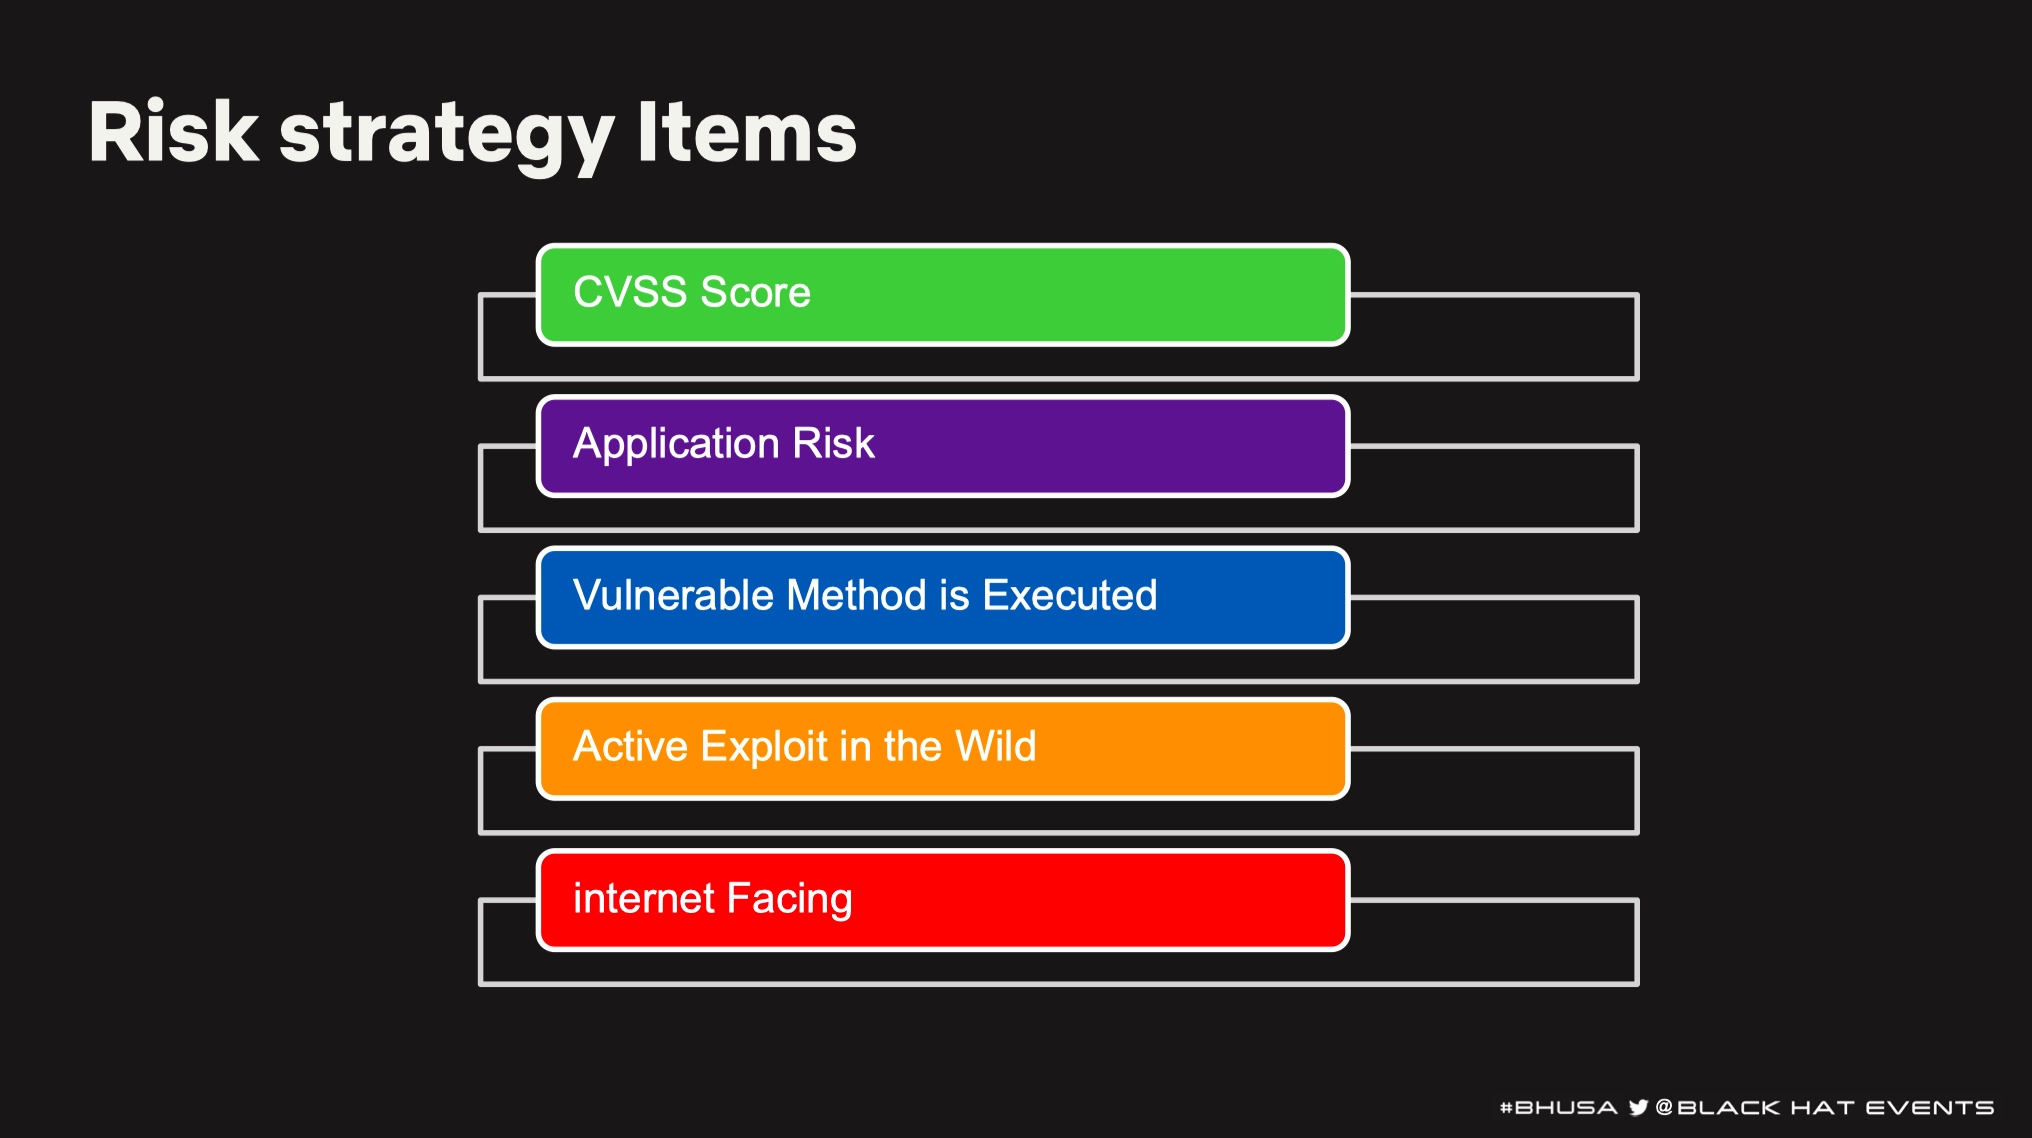 Risk strategy Items
CVSS Score
Application Risk
Vulnerable Method is Executed
Active Exploit in the Wild
internet Facing
#BHUSA @BLACK HAT EVENTS